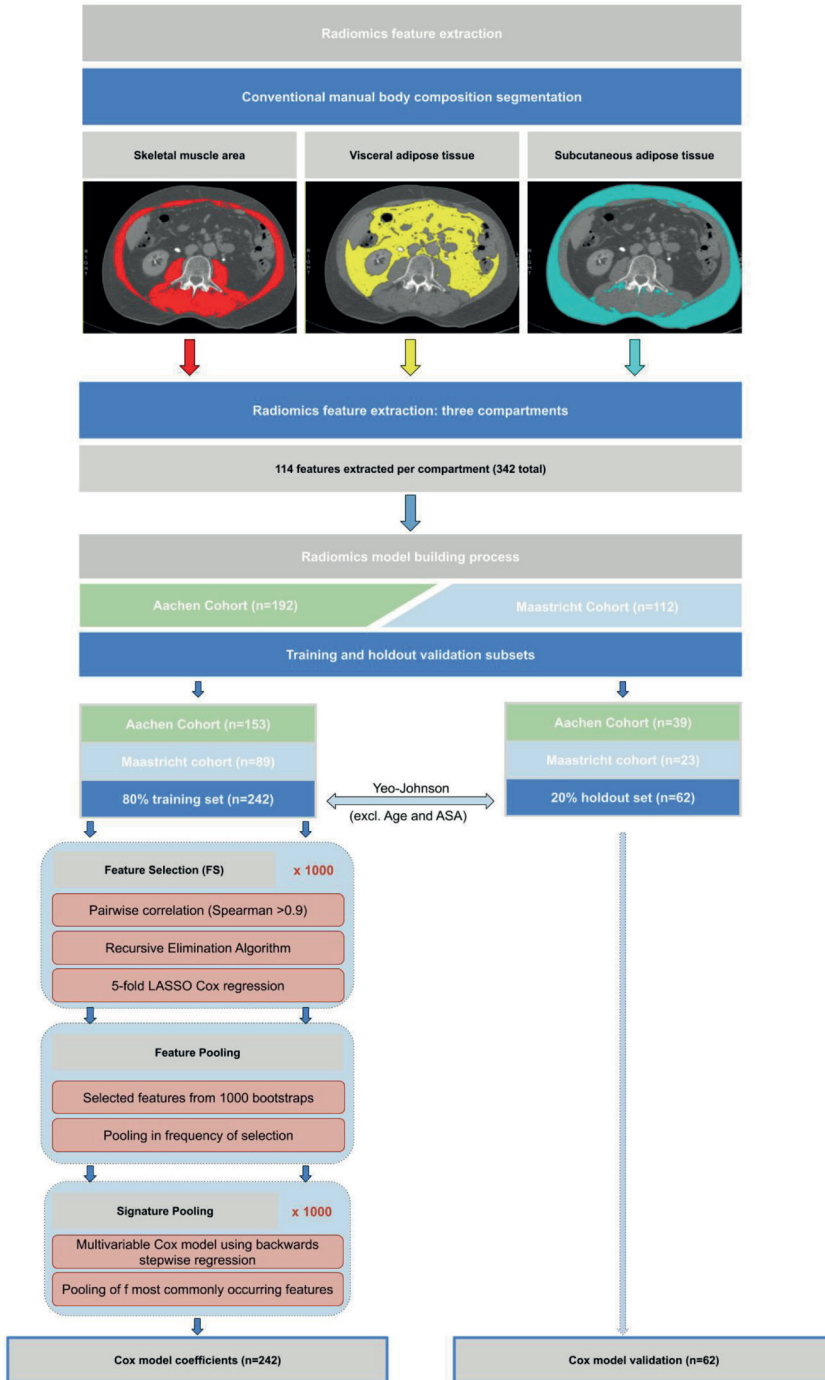 Radiomics feature extraction
Conventional manual body composition segmentation
Skeletal muscle area
Visceral adipose tissue
Subcutaneous adipose tissue
Radiomics feature extraction: three compartments
114 features extracted per compartment (342 total)
Radiomics model building process
Aachen Cohort (n=192)
Maastricht Cohort (n=112)
Training and holdout validation subsets
Aachen Cohort (n=153)
Maastricht cohort (n=89)
80% training set (n=242)
Yeo-Johnson
(excl. Age and ASA)
Aachen Cohort (n=39)
Maastricht cohort (n=23)
20% holdout set (n=62)
Feature Selection (FS)
x 1000
Pairwise correlation (Spearman >0.9)
Recursive Elimination Algorithm
5-fold LASSO Cox regression
Feature Pooling
Selected features from 1000 bootstraps
Pooling in frequency of selection
Signature Pooling
x 1000
Multivariable Cox model using backwards
stepwise regression
Pooling of f most commonly occurring features
Cox model coefficients (n=242)
Cox model validation (n=62)